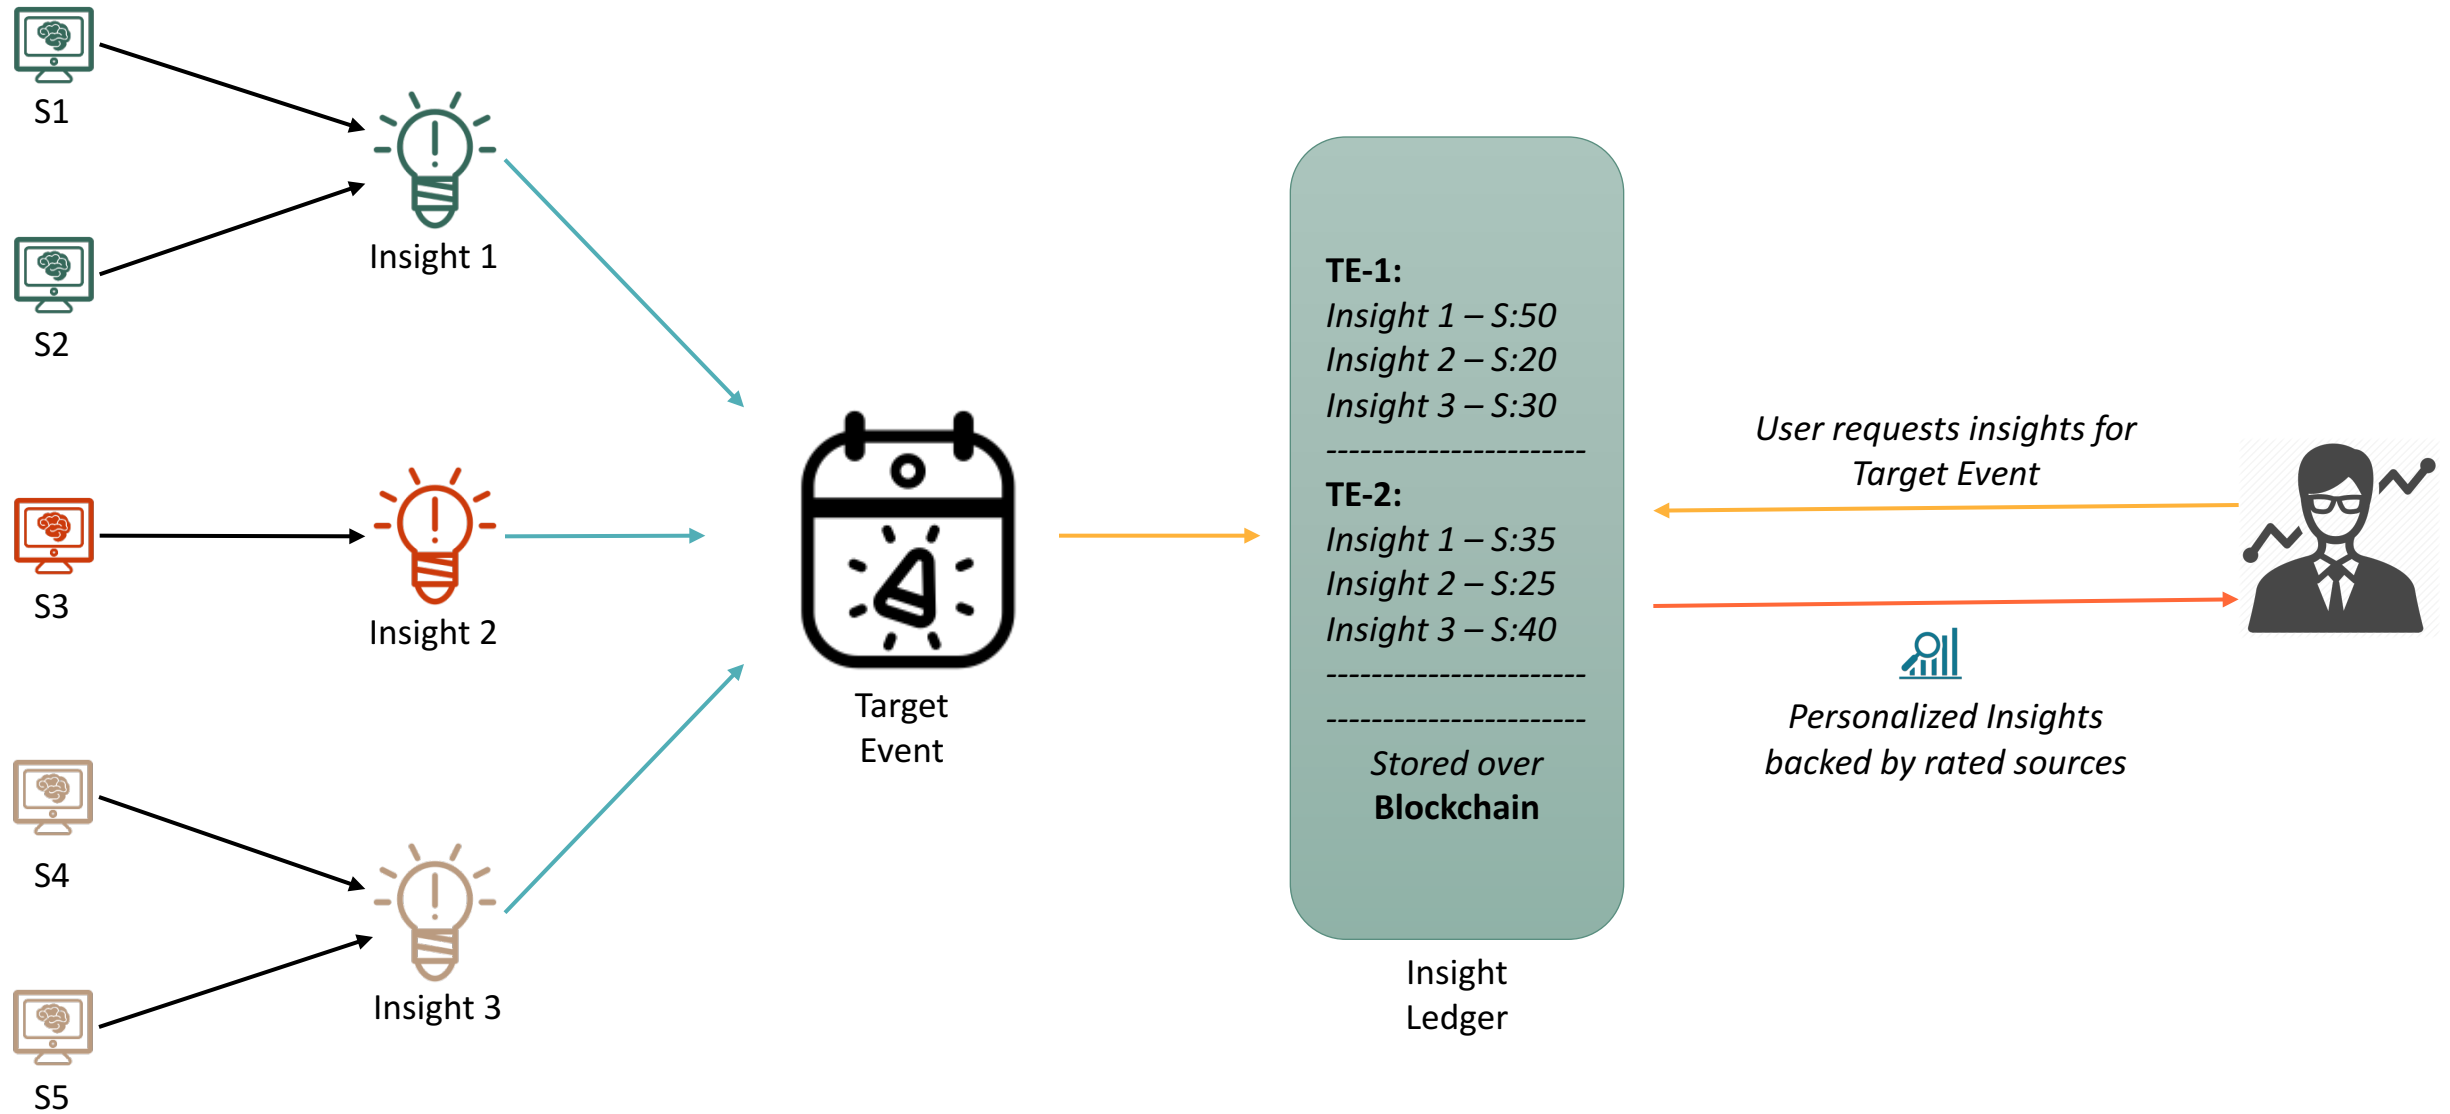 S1
S2
S3
S4
S5
Insight 1
Insight 2
Insight 3
Target
Event
TE-1:
Insight 1 – S:50
Insight 2 – S:20
Insight 3 – S:30
-----------------------
TE-2:
Insight 1 – S:35
Insight 2 – S:25
Insight 3 – S:40
-----------------------
-----------------------
Stored over
Blockchain
Insight
Ledger
User requests insights for
Target Event
Personalized Insights
backed by rated sources